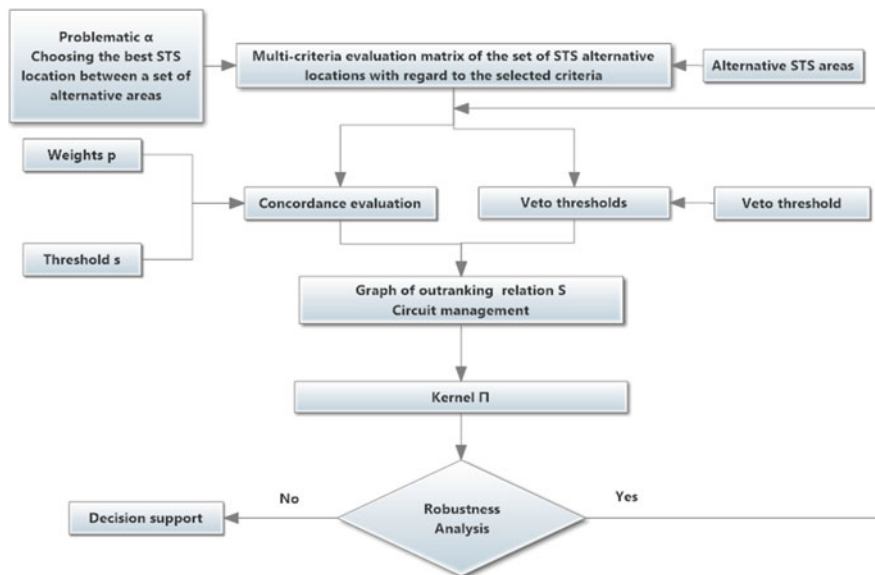 Problematic α
Choosing the best STS
location between a set of
alternative areas
Multi-criteria evaluation matrix of the set of STS alternative
locations with regard to the selected criteria
Alternative STS areas
Weights p
Threshold s
Concordance evaluation
Veto thresholds
Veto threshold
Graph of outranking relation S
Circuit management
Kernel Π
Robustness
Analysis
No
Yes
Decision support